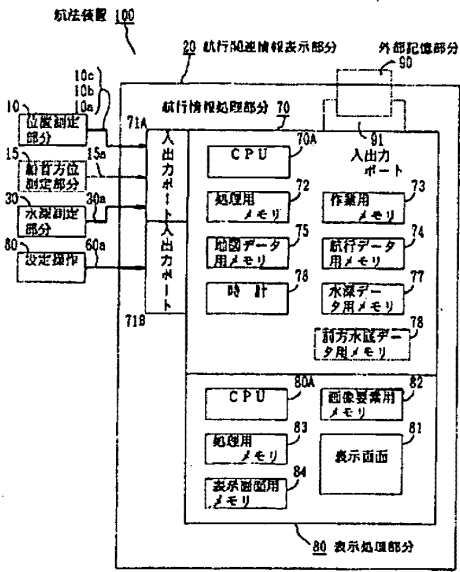 航法装置 100
20 航行関連情報表示部分
外部記憶部分
90
10c
10b
10a
航行情報処理部分 70
91
10
位置測定
部分
71A
入出力ポート
入出力
ポート
CPU
70A
15
船首方位
測定部分
15a
処理用
メモリ
72
作業用
メモリ
73
30
水深測定
部分
30a
地図データ
用メモリ
75
航行データ
用メモリ
74
80
設定操作
60a
入出力ポート
71B
時計
78
水深デー
タ用メモリ
77
前方水底デー
タ用メモリ
78
CPU
80A
画像要素用
メモリ
82
処理用
メモリ
83
表示画面
81
表示画面用
メモリ
84
80 表示処理部分